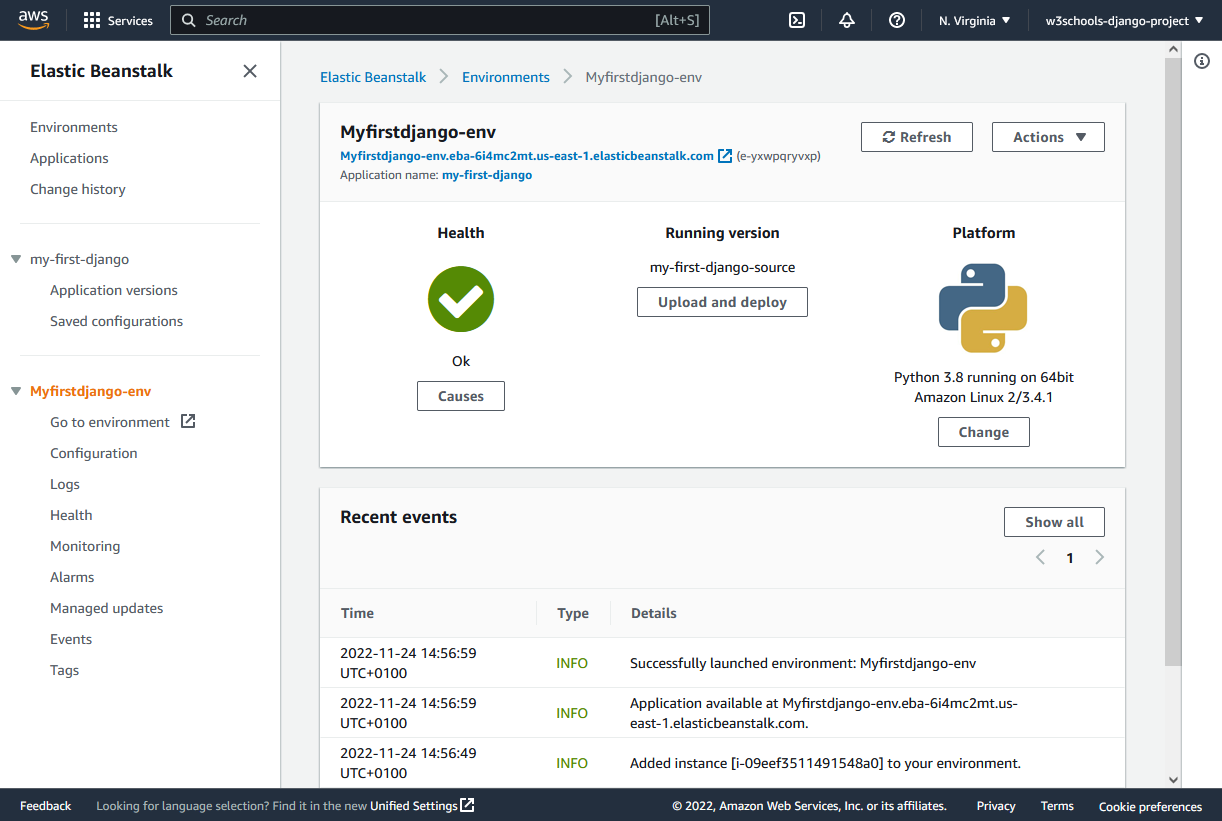 aws
Services
Search
[Alt+S]
N. Virginia
w3schools-django-project
Elastic Beanstalk
Environments
Applications
Change history
my-first-django
Application versions
Saved configurations
Myfirstdjango-env
Go to environment
Configuration
Logs
Health
Monitoring
Alarms
Managed updates
Events
Tags
Elastic Beanstalk
Environments
Myfirstdjango-env
Myfirstdjango-env
Myfirstdjango-env.eba-6i4mc2mt.us-east-1.elasticbeanstalk.com (e-yxwpqryvxp)
Application name: my-first-django
Refresh
Actions
Health
Ok
Causes
Running version
my-first-django-source
Upload and deploy
Platform
Python 3.8 running on 64bit
Amazon Linux 2/3.4.1
Change
Recent events
Show all
1
Time
Type
Details
2022-11-24 14:56:59
UTC+0100
INFO
Successfully launched environment: Myfirstdjango-env
2022-11-24 14:56:59
UTC+0100
INFO
Application available at Myfirstdjango-env.eba-6i4mc2mt.us-
east-1.elasticbeanstalk.com.
2022-11-24 14:56:49
UTC+0100
INFO
Added instance [i-09eef3511491548a0] to your environment.
Feedback
Looking for language selection? Find it in the new Unified Settings
© 2022, Amazon Web Services, Inc. or its affiliates.
Privacy
Terms
Cookie preferences